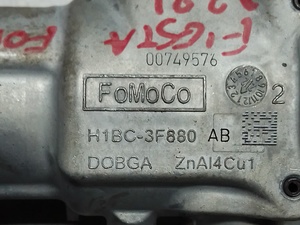 FIESTA
00749576
FoMoCo
2
H1BC-3F880 AB
DOBGA ZnAl4Cu1